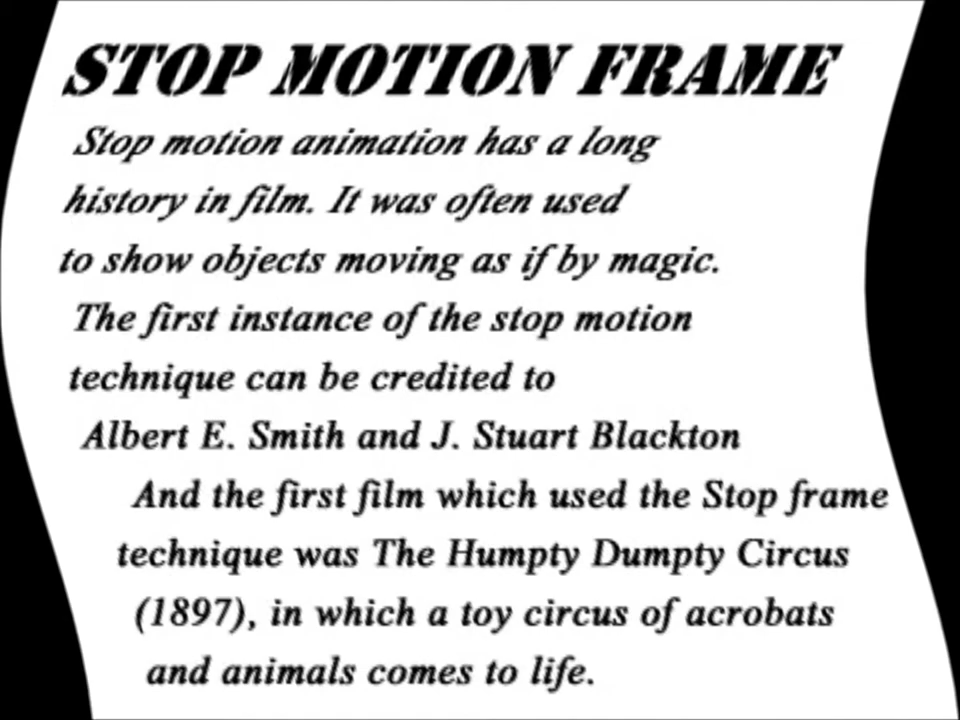 STOP MOTION FRAME
Stop motion animation has a long
history in film. It was often used
to show objects moving as if by magic.
The first instance of the stop motion
technique can be credited to
Albert E. Smith and J. Stuart Blackton
And the first film which used the Stop frame
technique was The Humpty Dumpty Circus
(1897), in which a toy circus of acrobats
and animals comes to life.